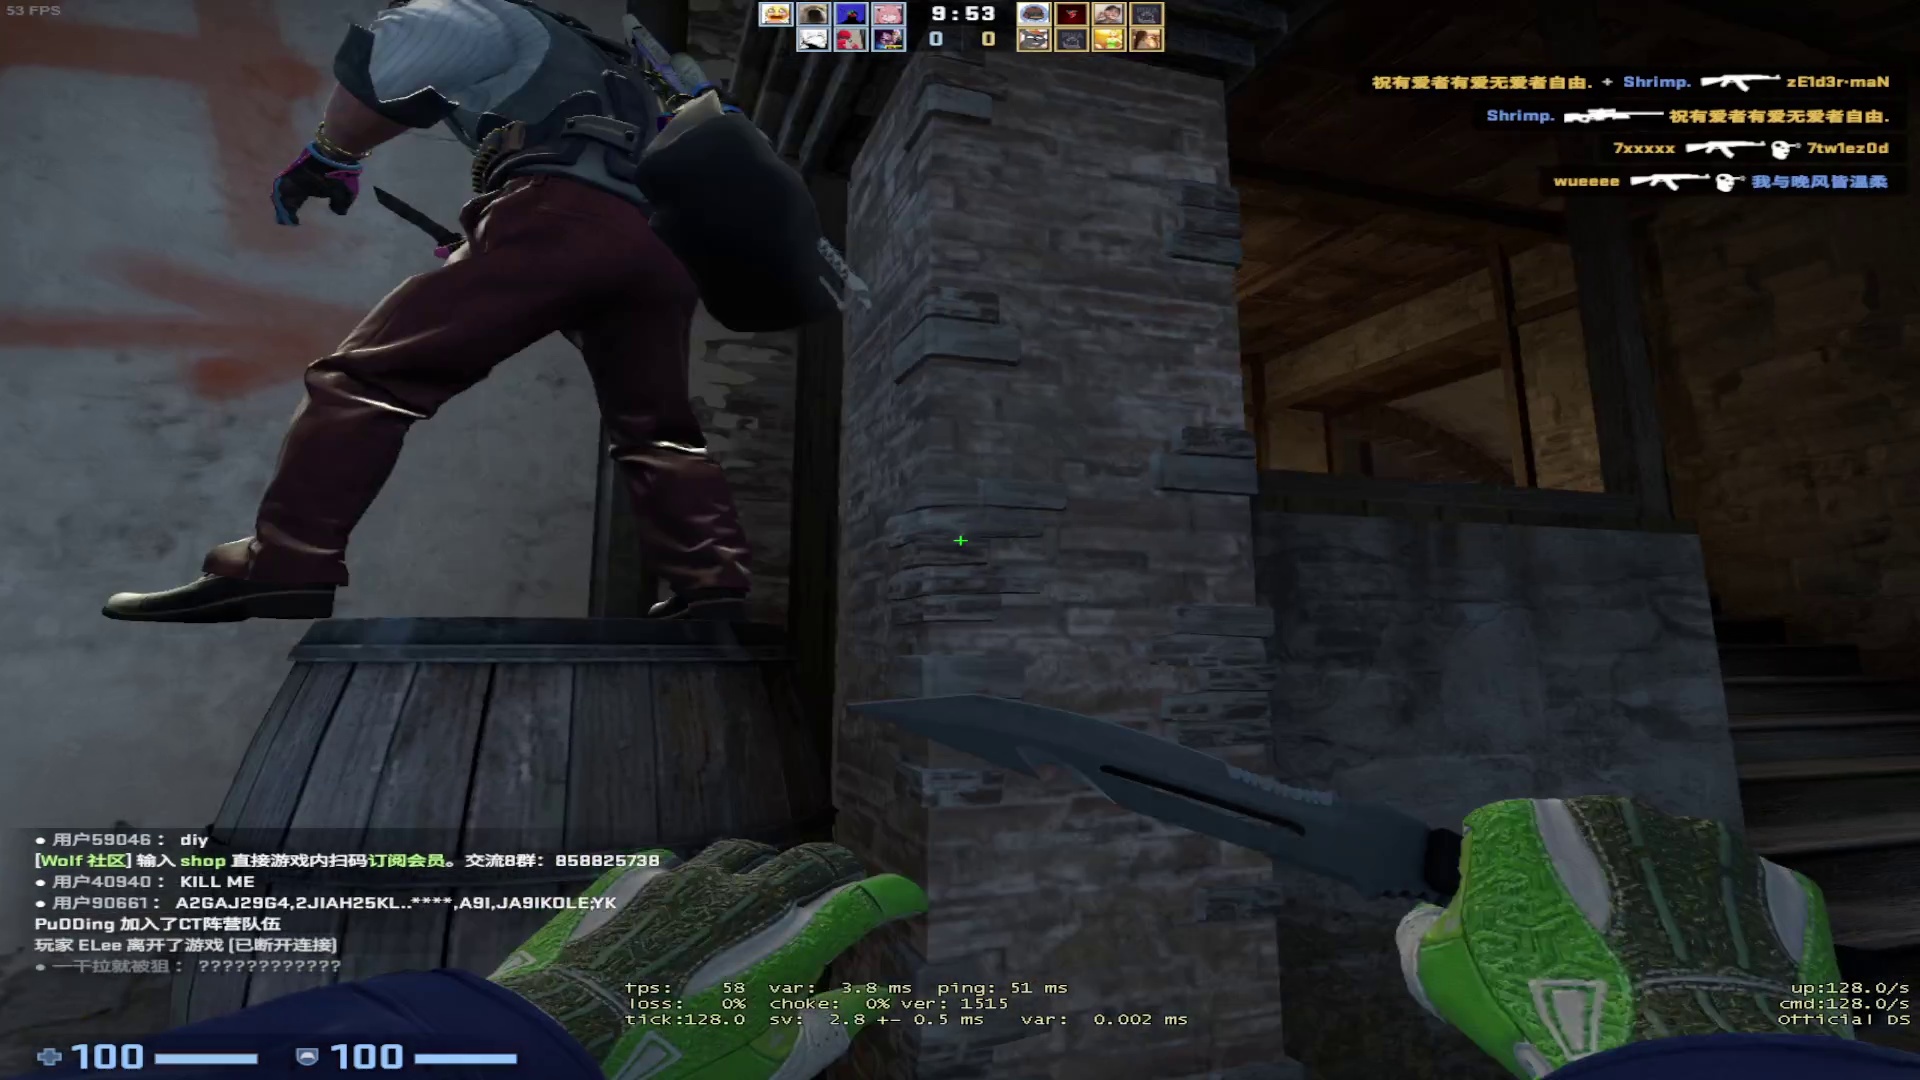 53 FPS
9:53
0 0
祝有爱者有爱无爱者自由. + Shrimp. zE1d3r·maN
Shrimp. 祝有爱者有爱无爱者自由.
7xxxxx 7tw1ez0d
wueeee 我与晚风皆温柔
● 用户59046： diy
[Wolf 社区] 输入 shop 直接游戏内扫码订阅会员。交流8群：858825738
● 用户40940： KILL ME
● 用户90661： A2GAJ29G4,2JIAH25KL..****,A9I,JA9IKOLE;YK
PuDDing 加入了CT阵营队伍
玩家 ELee 离开了游戏 [已断开连接]
● 一干拉就被狙： ????????????
fps: 58 var: 3.8 ms ping: 51 ms
loss: 0% choke: 0% ver: 1515
tick:128.0 sv: 2.8 +- 0.5 ms var: 0.002 ms
up:128.0/s
cmd:128.0/s
Official DS
100 100